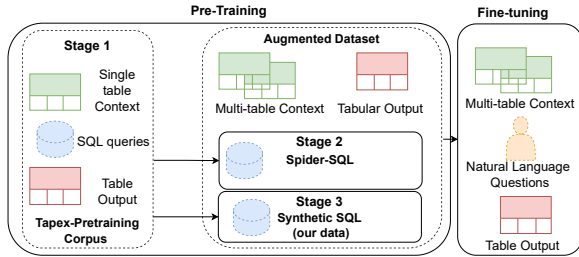 Pre-Training
Stage 1
Single
table
Context
SQL queries
Table
Output
Tapex-Pretraining
Corpus
Augmented Dataset
Multi-table Context
Tabular Output
Stage 2
Spider-SQL
Stage 3
Synthetic SQL
(our data)
Fine-tuning
Multi-table Context
Natural Language
Questions
Table Output